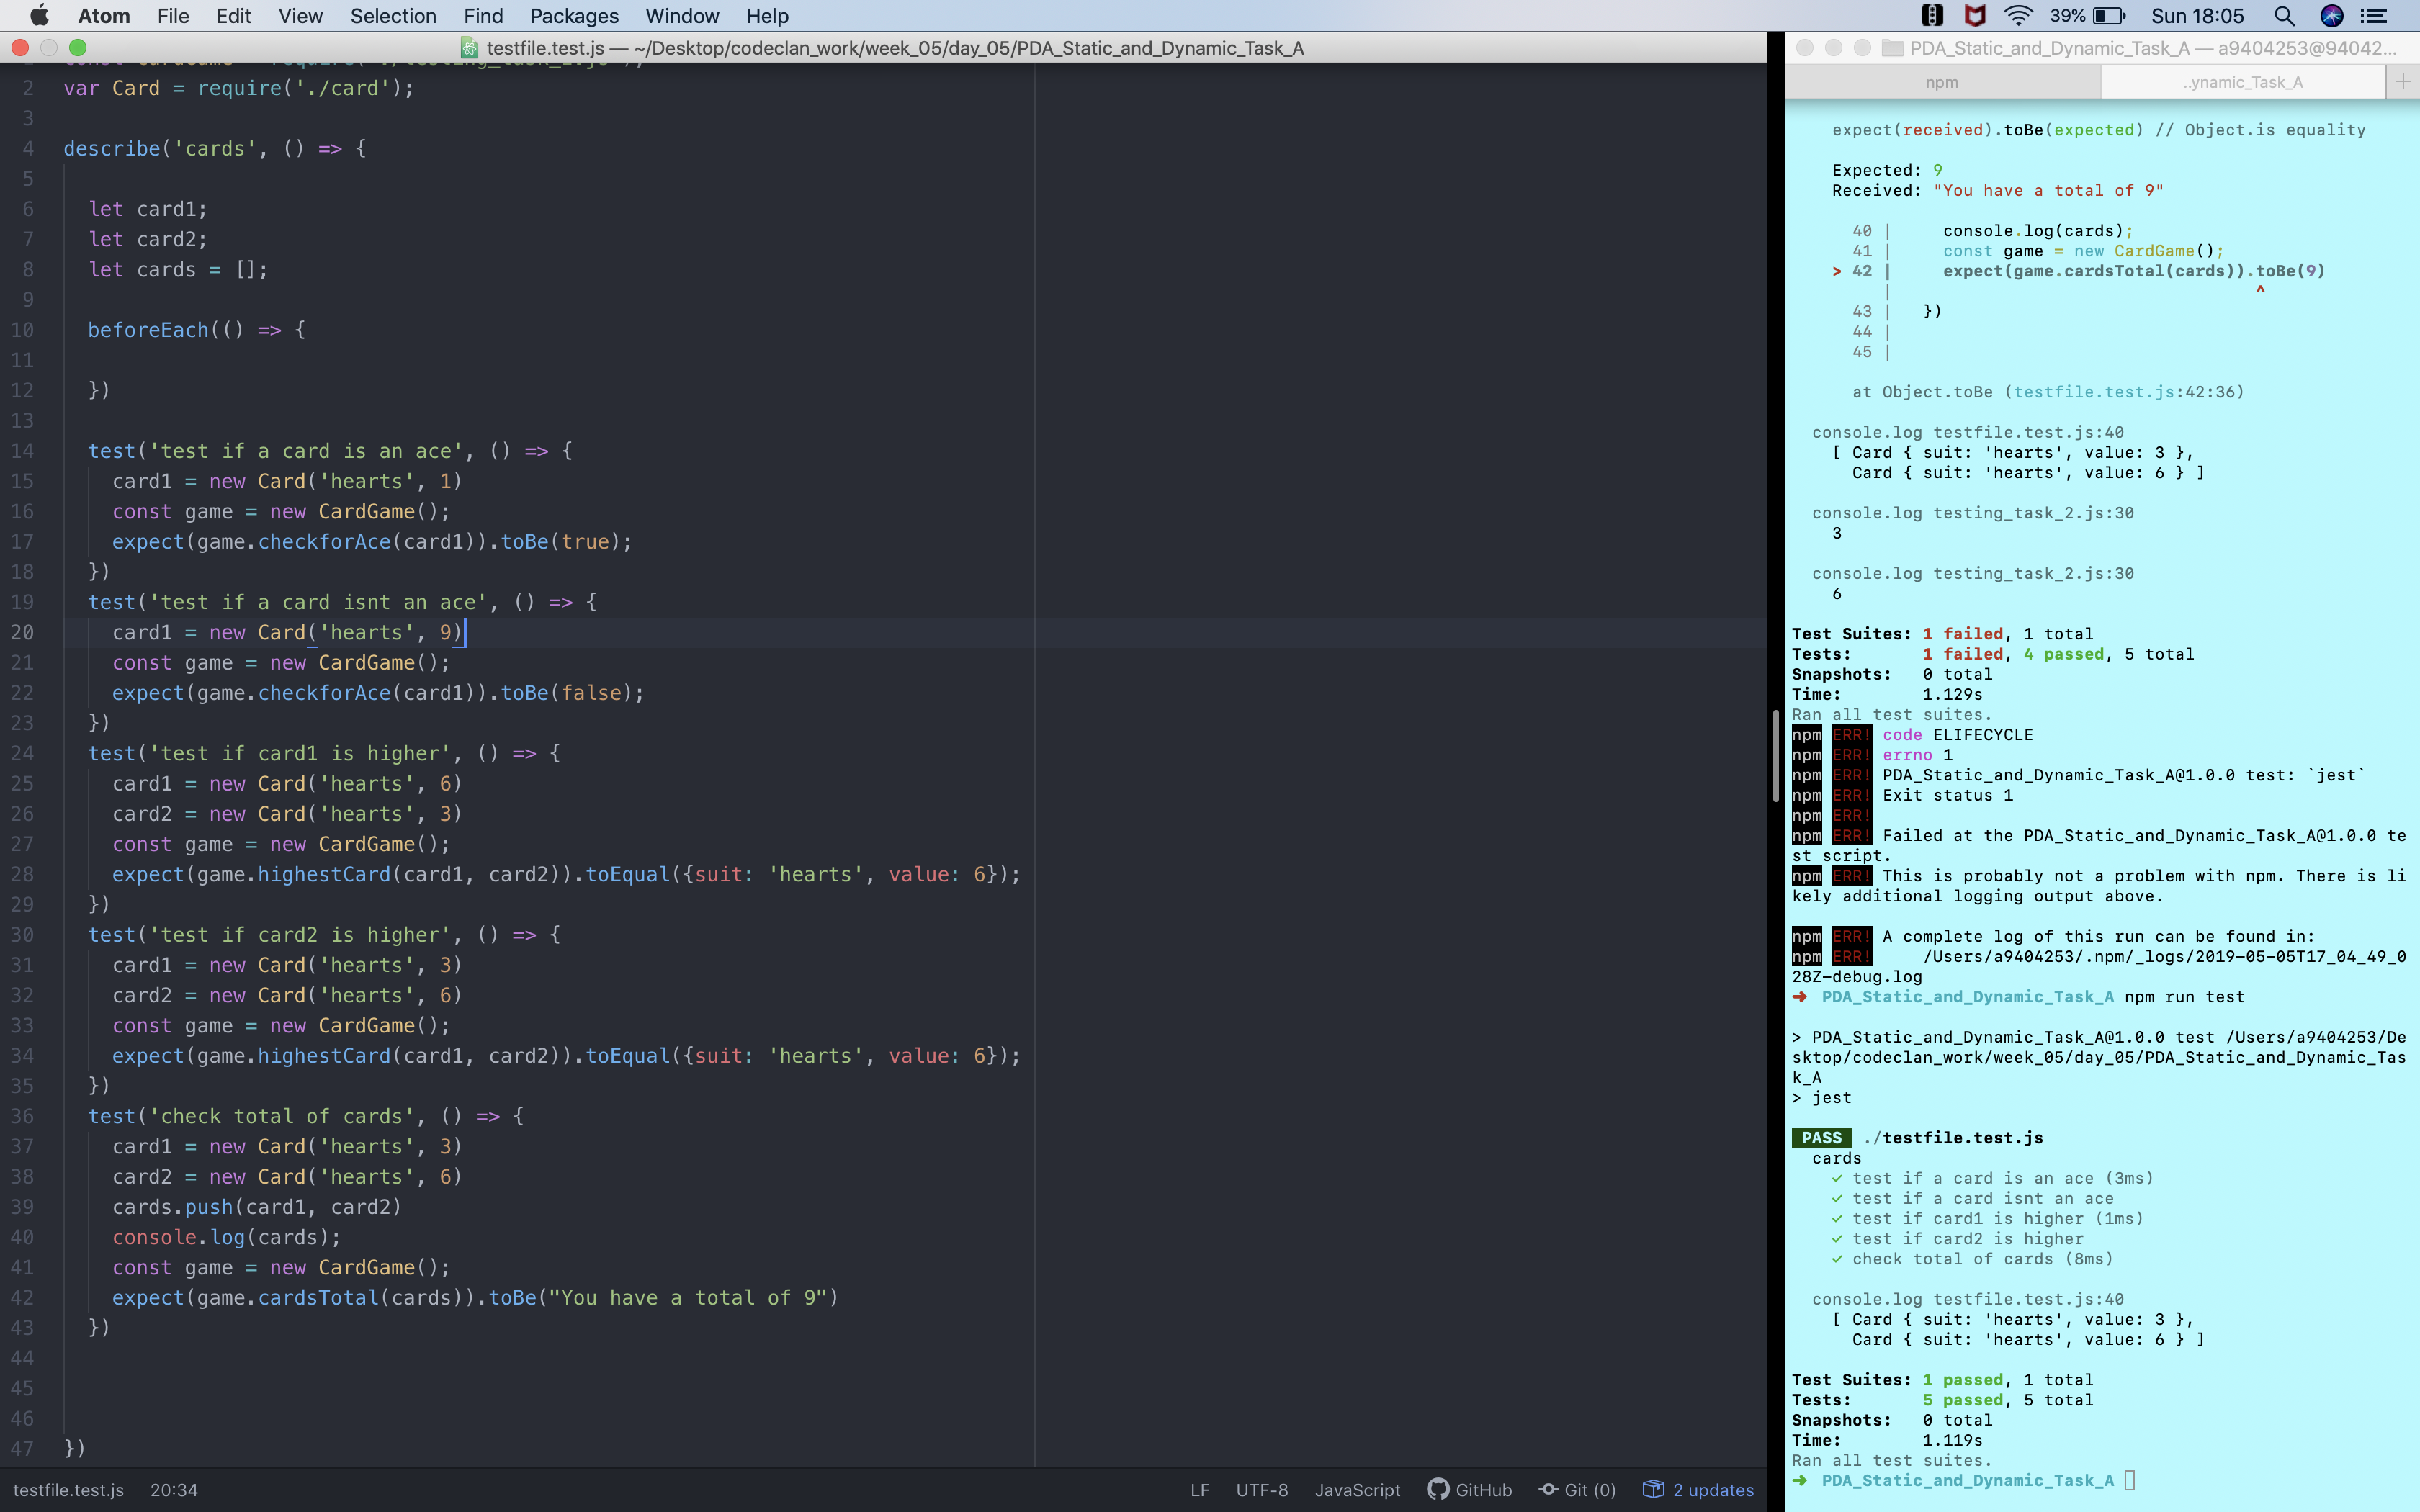 Atom File Edit View Selection Find Packages Window Help 39% Sun 18:05
testfile.test.js — ~/Desktop/codeclan_work/week_05/day_05/PDA_Static_and_Dynamic_Task_A
2 var Card = require('./card');
3
4 describe('cards', () => {
5
6 let card1;
7 let card2;
8 let cards = [];
9
10 beforeEach(() => {
11
12 })
13
14 test('test if a card is an ace', () => {
15 card1 = new Card('hearts', 1)
16 const game = new CardGame();
17 expect(game.checkforAce(card1)).toBe(true);
18 })
19 test('test if a card isnt an ace', () => {
20 card1 = new Card('hearts', 9)
21 const game = new CardGame();
22 expect(game.checkforAce(card1)).toBe(false);
23 })
24 test('test if card1 is higher', () => {
25 card1 = new Card('hearts', 6)
26 card2 = new Card('hearts', 3)
27 const game = new CardGame();
28 expect(game.highestCard(card1, card2)).toEqual({suit: 'hearts', value: 6});
29 })
30 test('test if card2 is higher', () => {
31 card1 = new Card('hearts', 3)
32 card2 = new Card('hearts', 6)
33 const game = new CardGame();
34 expect(game.highestCard(card1, card2)).toEqual({suit: 'hearts', value: 6});
35 })
36 test('check total of cards', () => {
37 card1 = new Card('hearts', 3)
38 card2 = new Card('hearts', 6)
39 cards.push(card1, card2)
40 console.log(cards);
41 const game = new CardGame();
42 expect(game.cardsTotal(cards)).toBe("You have a total of 9")
43 })
44
45
46
47 })
testfile.test.js 20:34 LF UTF-8 JavaScript GitHub Git (0) 2 updates
PDA_Static_and_Dynamic_Task_A — a9404253@94042...
npm ..ynamic_Task_A +
expect(received).toBe(expected) // Object.is equality
Expected: 9
Received: "You have a total of 9"
40 | console.log(cards);
41 | const game = new CardGame();
> 42 | expect(game.cardsTotal(cards)).toBe(9)
| ^
43 | })
44 |
45 |
at Object.toBe (testfile.test.js:42:36)
console.log testfile.test.js:40
[ Card { suit: 'hearts', value: 3 },
Card { suit: 'hearts', value: 6 } ]
console.log testing_task_2.js:30
3
console.log testing_task_2.js:30
6
Test Suites: 1 failed, 1 total
Tests: 1 failed, 4 passed, 5 total
Snapshots: 0 total
Time: 1.129s
Ran all test suites.
npm ERR! code ELIFECYCLE
npm ERR! errno 1
npm ERR! PDA_Static_and_Dynamic_Task_A@1.0.0 test: `jest`
npm ERR! Exit status 1
npm ERR!
npm ERR! Failed at the PDA_Static_and_Dynamic_Task_A@1.0.0 te
st script.
npm ERR! This is probably not a problem with npm. There is li
kely additional logging output above.
npm ERR! A complete log of this run can be found in:
npm ERR! /Users/a9404253/.npm/_logs/2019-05-05T17_04_49_0
28Z-debug.log
➜ PDA_Static_and_Dynamic_Task_A npm run test
> PDA_Static_and_Dynamic_Task_A@1.0.0 test /Users/a9404253/De
sktop/codeclan_work/week_05/day_05/PDA_Static_and_Dynamic_Tas
k_A
> jest
PASS ./testfile.test.js
cards
✓ test if a card is an ace (3ms)
✓ test if a card isnt an ace
✓ test if card1 is higher (1ms)
✓ test if card2 is higher
✓ check total of cards (8ms)
console.log testfile.test.js:40
[ Card { suit: 'hearts', value: 3 },
Card { suit: 'hearts', value: 6 } ]
Test Suites: 1 passed, 1 total
Tests: 5 passed, 5 total
Snapshots: 0 total
Time: 1.119s
Ran all test suites.
➜ PDA_Static_and_Dynamic_Task_A